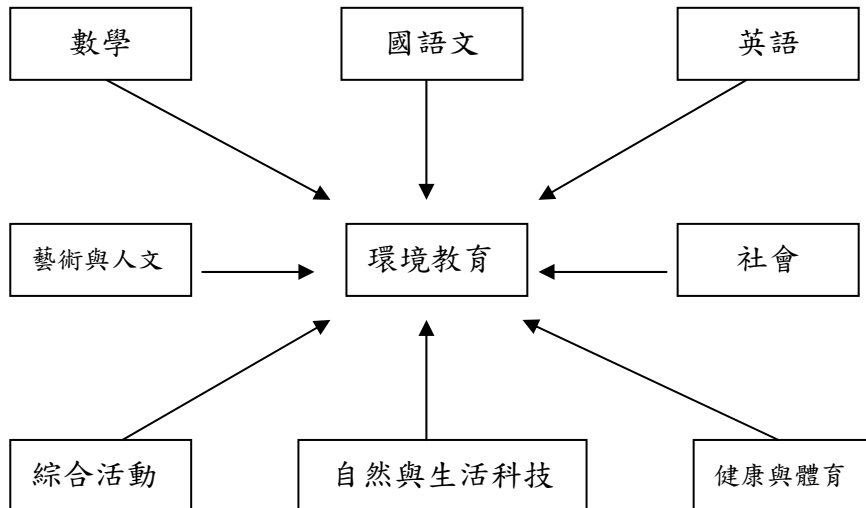 數學
國語文
英語
藝術與人文
環境教育
社會
綜合活動
自然與生活科技
健康與體育